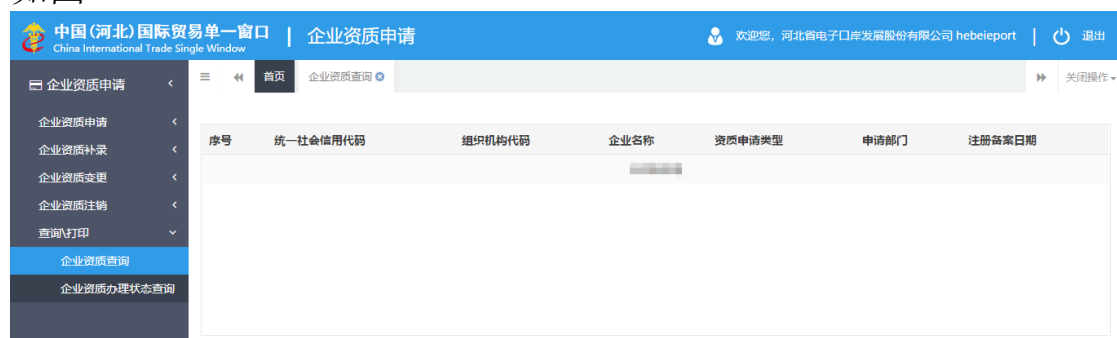 中国(河北)国际贸易单一窗口 | 企业资质申请
China International Trade Single Window
欢迎您，河北省电子口岸发展股份有限公司 hebeieport | 退出
企业资质申请
首页 企业资质查询 关闭操作
企业资质申请
企业资质补录
企业资质变更
企业资质注销
查询\打印
企业资质查询
企业资质办理状态查询
序号 统一社会信用代码 组织机构代码 企业名称 资质申请类型 申请部门 注册备案日期